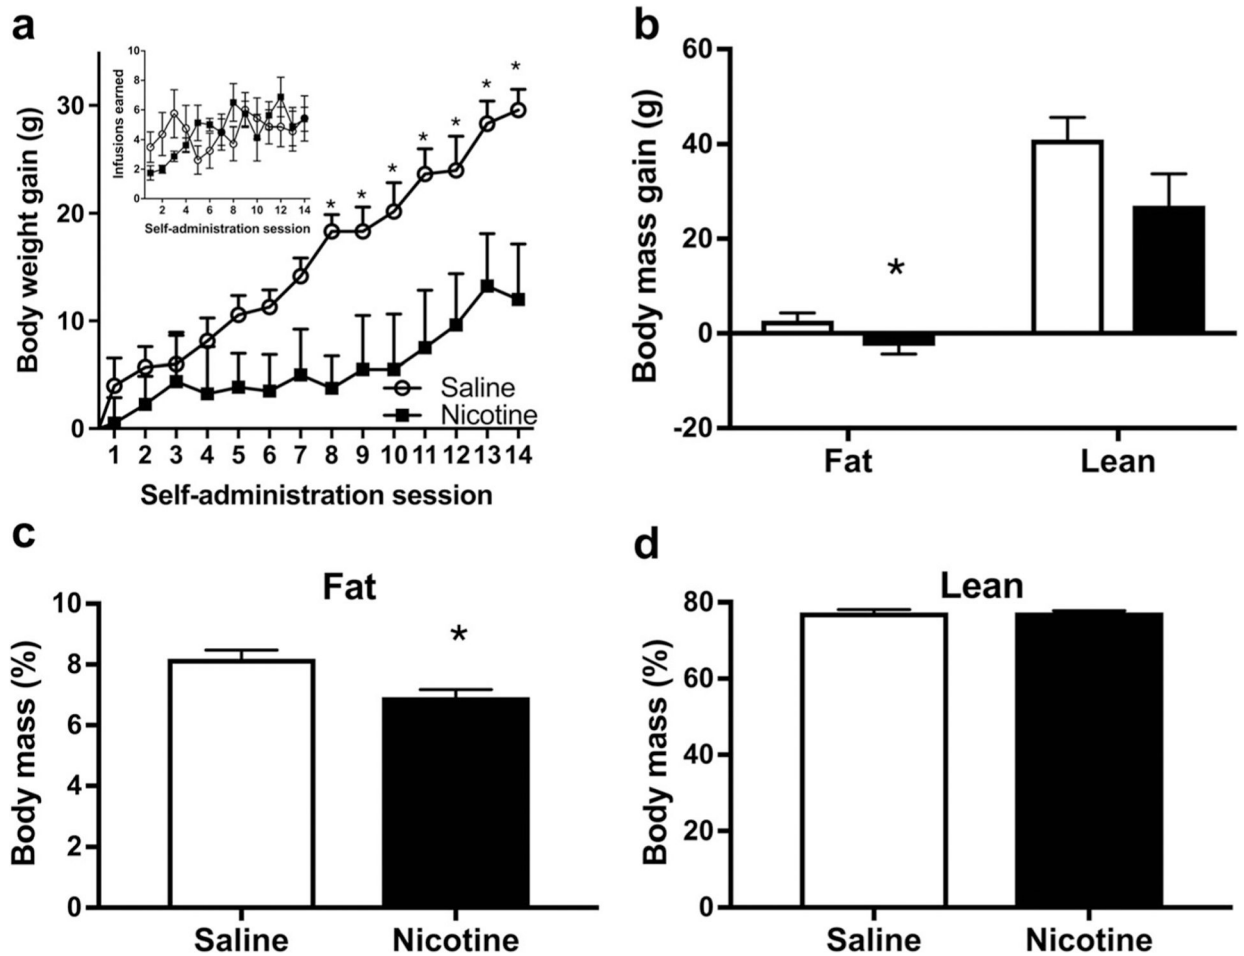 a
Body weight gain (g)
30
20
10
0
1 2 3 4 5 6 7 8 9 10 11 12 13 14
Self-administration session
* * * * * * *
Saline
Nicotine
Infusions earned
10
8
6
4
2
0
2 4 6 8 10 12 14
Self-administration session
b
Body mass gain (g)
60
40
20
0
-20
*
Fat Lean
c
Fat
Body mass (%)
10
8
6
4
2
0
*
Saline Nicotine
d
Lean
Body mass (%)
80
60
40
20
0
Saline Nicotine